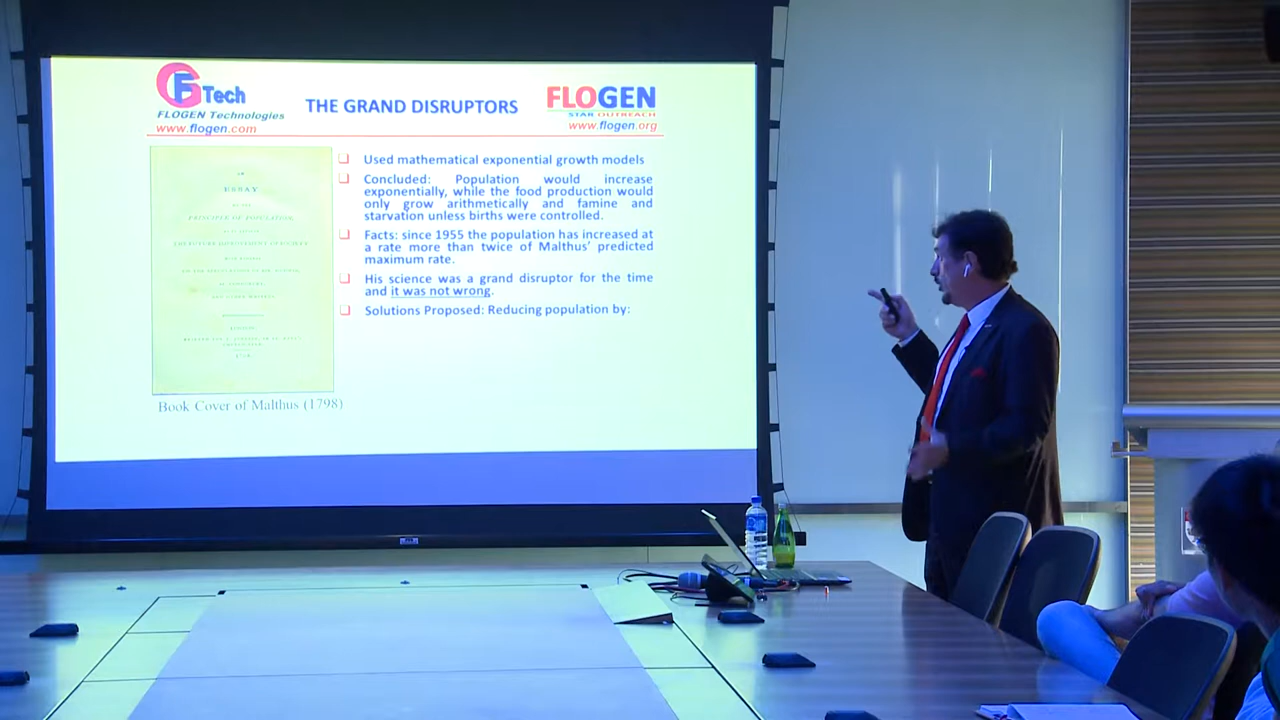 GF Tech
FLOGEN Technologies
www.flogen.com
THE GRAND DISRUPTORS
FLOGEN
STAR OUTREACH
www.flogen.org
ESSAY
PRINCIPLE OF POPULATION,
1798
Book Cover of Malthus (1798)
❑ Used mathematical exponential growth models
❑ Concluded: Population would increase
exponentially, while the food production would
only grow arithmetically and famine and
starvation unless births were controlled.
❑ Facts: since 1955 the population has increased at
a rate more than twice of Malthus’ predicted
maximum rate.
❑ His science was a grand disruptor for the time
and it was not wrong.
❑ Solutions Proposed: Reducing population by: